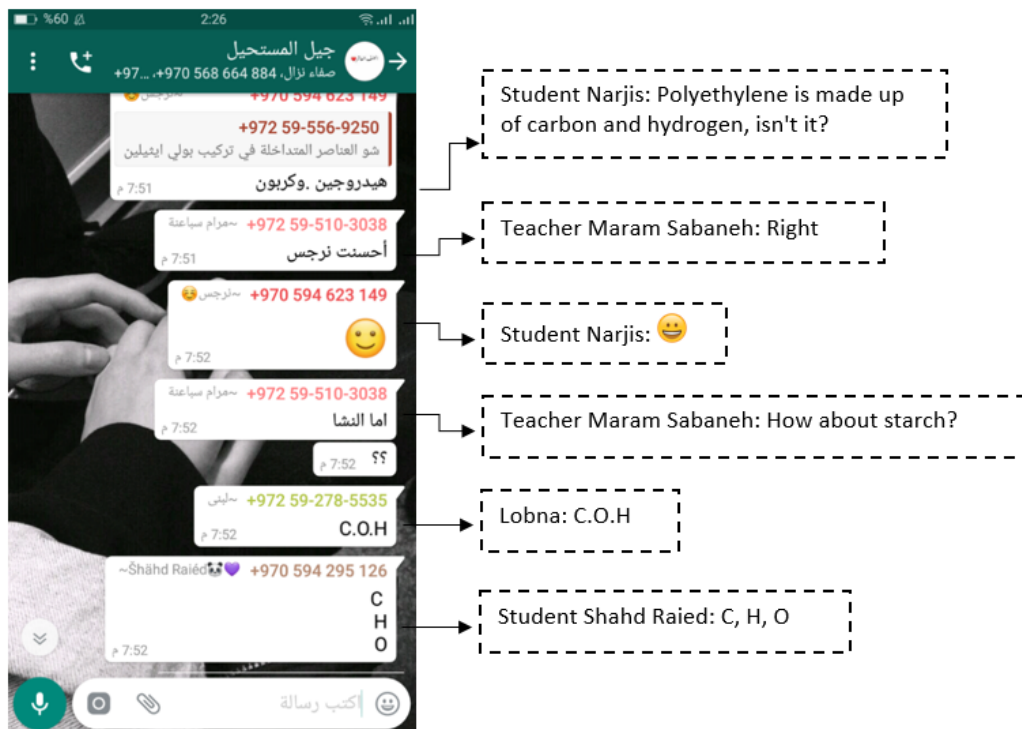 %60 2:26
جيل المستحيل
صفاء نزال، ‎+970 568 664 884، ‎+97...
+970 594 623 149 ~نرجس☺️
+972 59-556-9250
شو العناصر المتداخلة في تركيب بولي ايثيلين
هيدروجين .وكربون
7:51 م
+972 59-510-3038 ~مرام سباعنة
أحسنت نرجس
7:51 م
+970 594 623 149 ~نرجس☺️
🙂
7:52 م
+972 59-510-3038 ~مرام سباعنة
اما النشا
7:52 م
؟؟
7:52 م
+972 59-278-5535 ~لبنى
C.O.H
7:52 م
+970 594 295 126 ~Šhähd Raiéd🐼💜
C
H
O
7:52 م
اكتب رسالة
Student Narjis: Polyethylene is made up
of carbon and hydrogen, isn't it?
Teacher Maram Sabaneh: Right
Student Narjis: 😀
Teacher Maram Sabaneh: How about starch?
Lobna: C.O.H
Student Shahd Raied: C, H, O